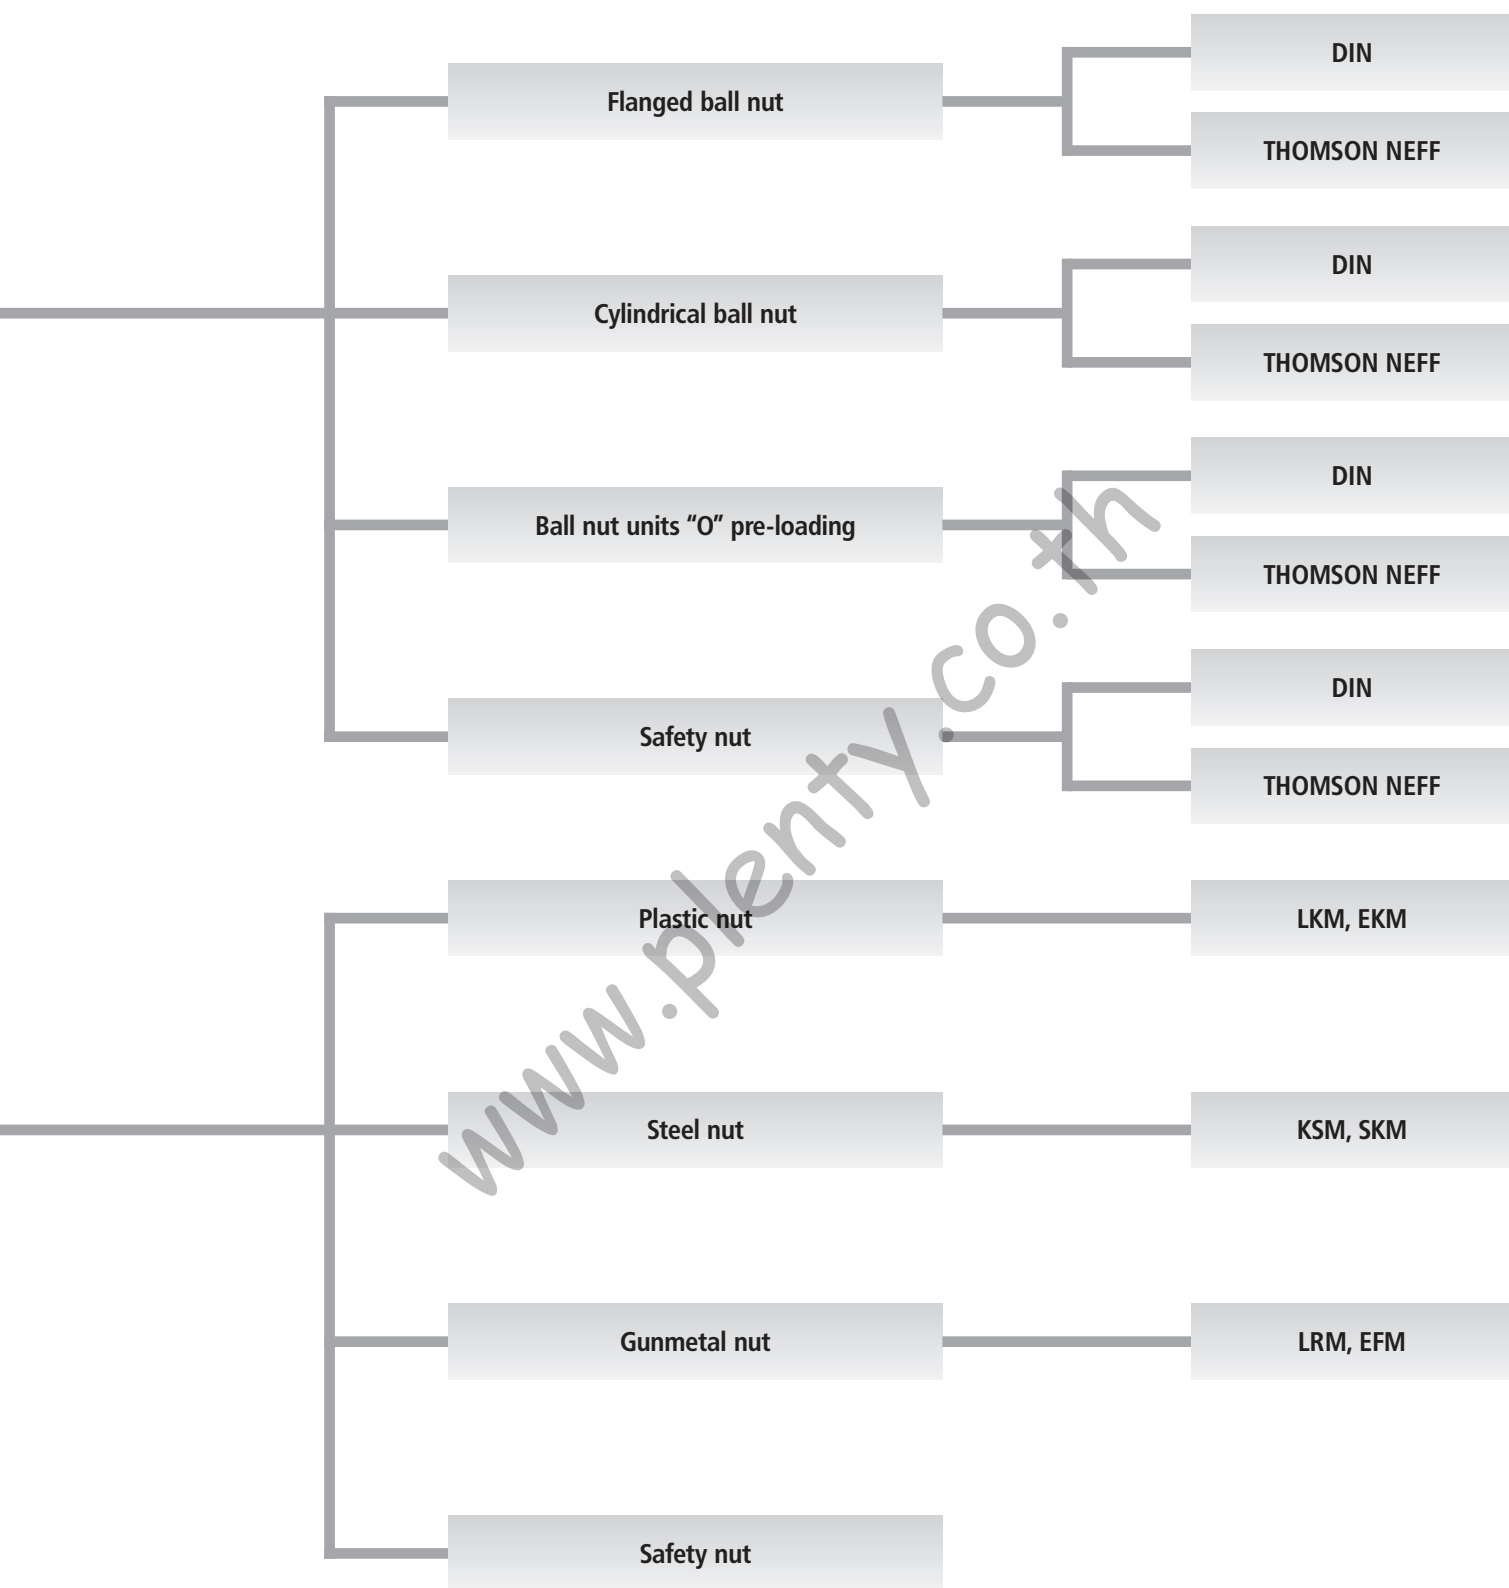 DIN
Flanged ball nut
THOMSON NEFF
DIN
Cylindrical ball nut
THOMSON NEFF
DIN
Ball nut units “O” pre-loading
THOMSON NEFF
DIN
Safety nut
THOMSON NEFF
Plastic nut
LKM, EKM
Steel nut
KSM, SKM
Gunmetal nut
LRM, EFM
Safety nut
www.plenty.co.th